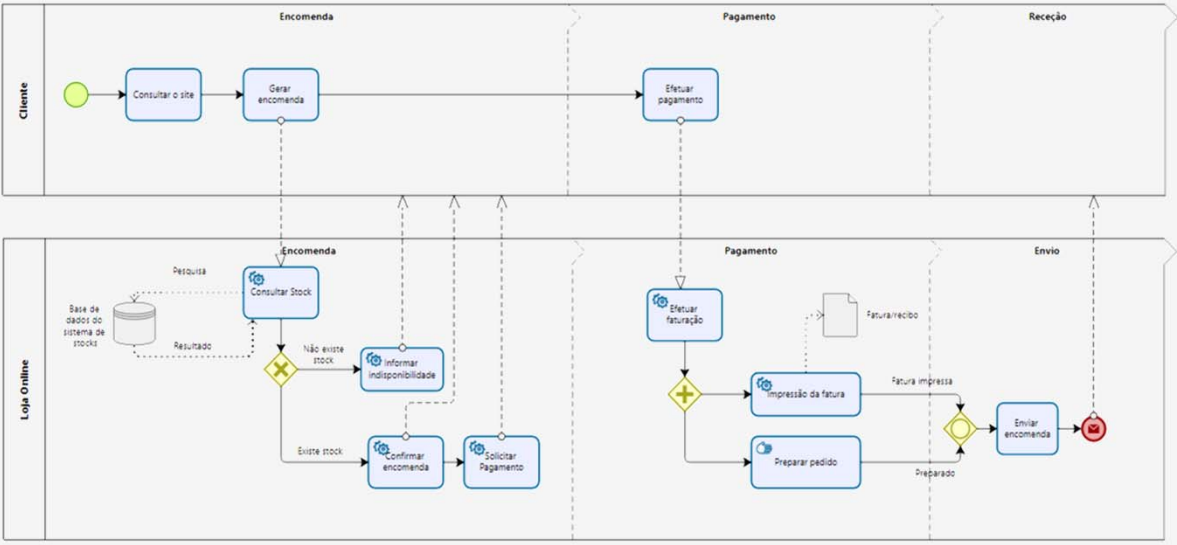 Encomenda
Pagamento
Receção
Cliente
Consultar o site
Gerar
encomenda
Efetuar
pagamento
Encomenda
Pagamento
Envio
Loja Online
Pesquisa
Consultar Stock
Base de
dados do
sistema de
stocks
Resultado
Não existe
stock
Informar
indisponibilidade
Existe stock
Confirmar
encomenda
Solicitar
Pagamento
Efetuar
faturação
Fatura/recibo
Impressão da fatura
Fatura impressa
Preparar pedido
Preparado
Enviar
encomenda